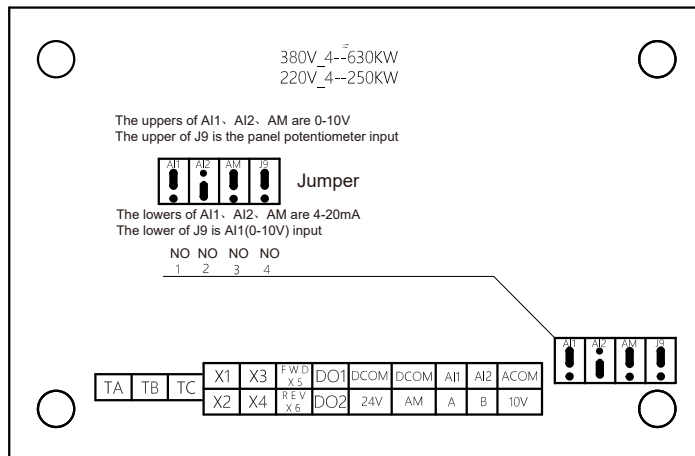 380V_4--630KW
220V_4--250KW
The uppers of AI1、AI2、AM are 0-10V
The upper of J9 is the panel potentiometer input
AI1 AI2 AM J9
Jumper
The lowers of AI1、AI2、AM are 4-20mA
The lower of J9 is AI1(0-10V) input
NO NO NO NO
1 2 3 4
AI1 AI2 AM J9
TA TB TC
X1 X3 FWD X5 DO1 DCOM DCOM AI1 AI2 ACOM
X2 X4 REV X6 DO2 24V AM A B 10V